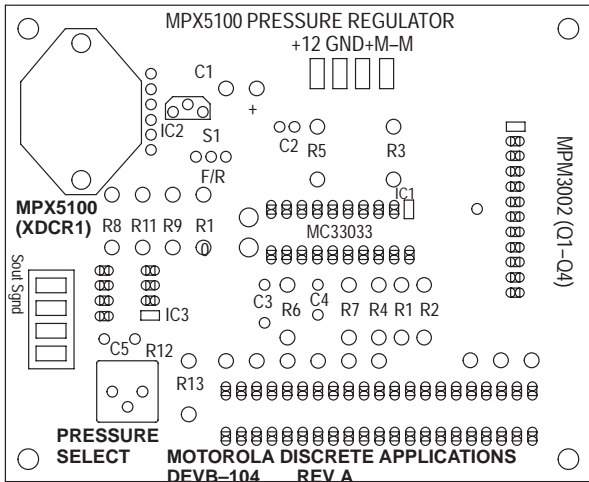 MPX5100 PRESSURE REGULATOR
+12 GND+M–M
C1
+
IC2
S1
C2
R5
R3
F/R
IC1
MPX5100
(XDCR1)
R8 R11 R9 R10
MC33033
MPM3002 (Q1–Q4)
Sout Sgnd
IC3
C3
R6
C4
R7 R4 R1 R2
C5
R12
R13
PRESSURE
SELECT
MOTOROLA DISCRETE APPLICATIONS
DEVB–104 REV A